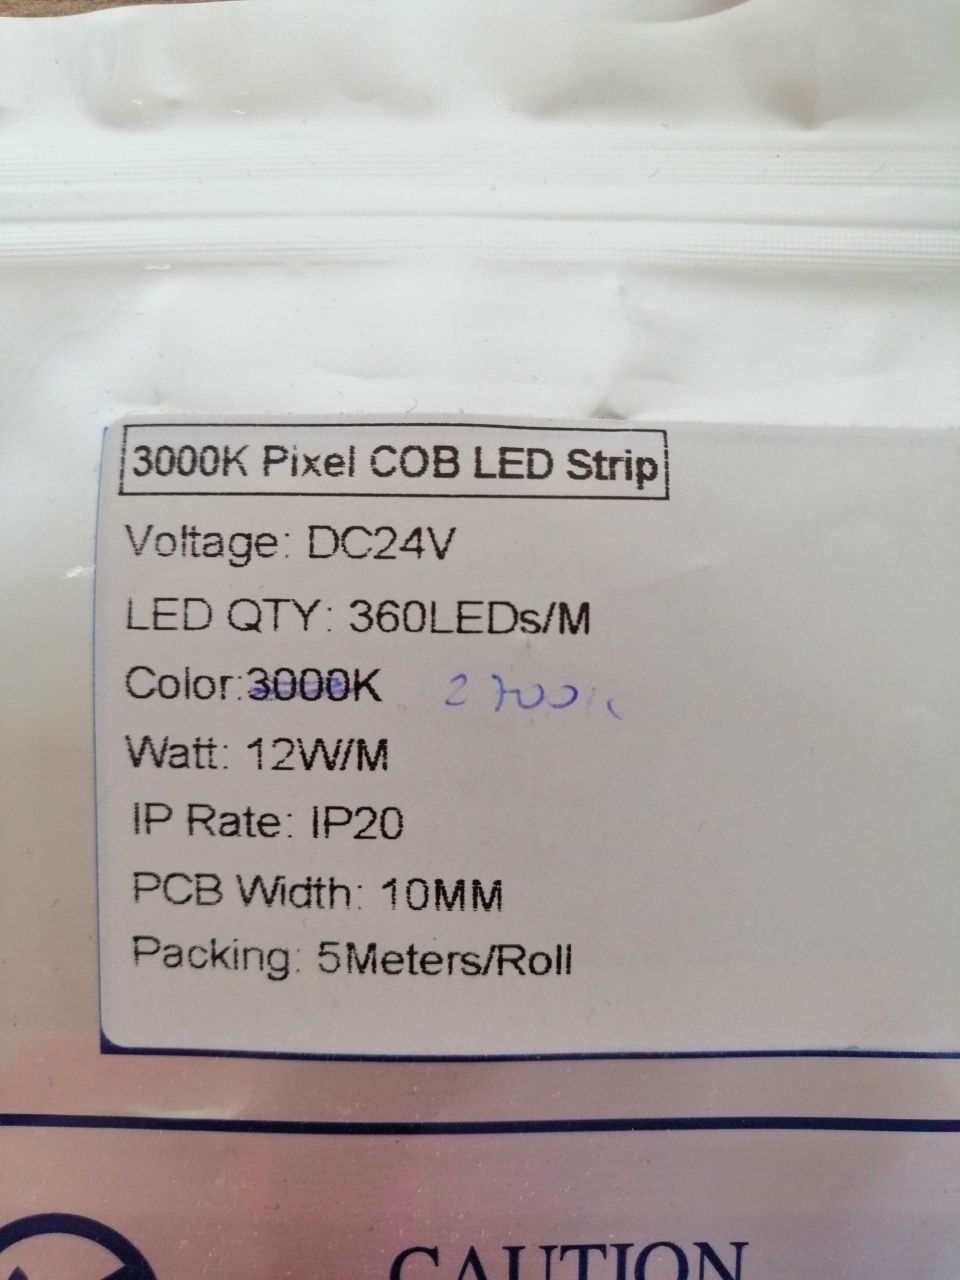 3000K Pixel COB LED Strip
Voltage: DC24V
LED QTY: 360LEDs/M
Color:3000K 2700K
Watt: 12W/M
IP Rate: IP20
PCB Width: 10MM
Packing: 5Meters/Roll
CAUTION